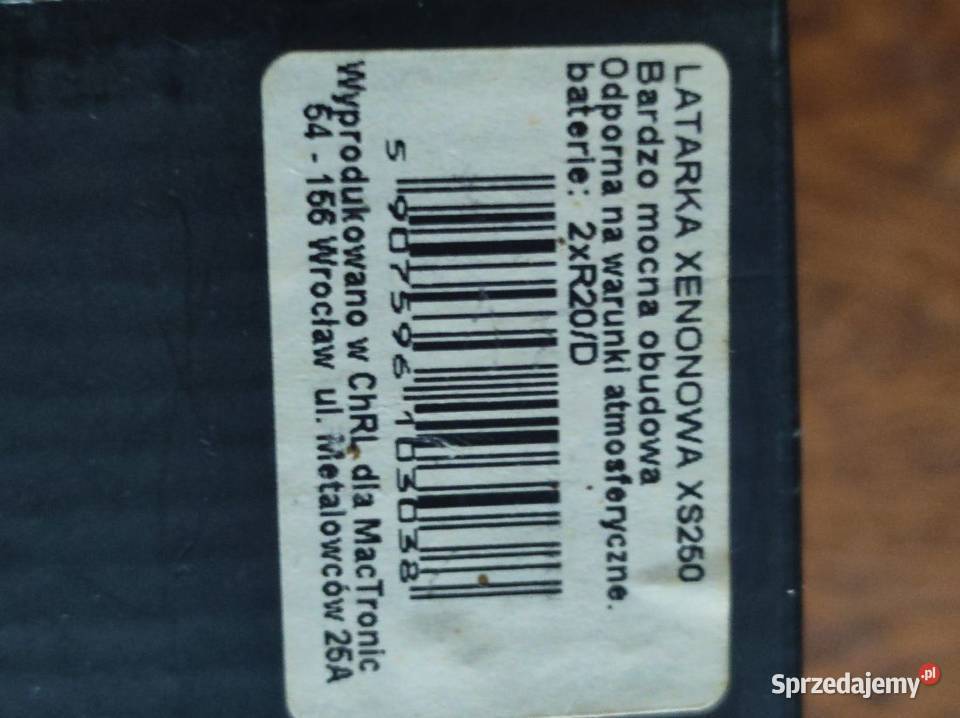 LATARKA XENONOWA XS250
Bardzo mocna obudowa
Odporna na warunki atmosferyczne.
baterie: 2xR20/D
5 907596 103038
Wyprodukowano w ChRL dla MacTronic
54 - 156 Wrocław ul. Metalowców 25A
Sprzedajemy.pl